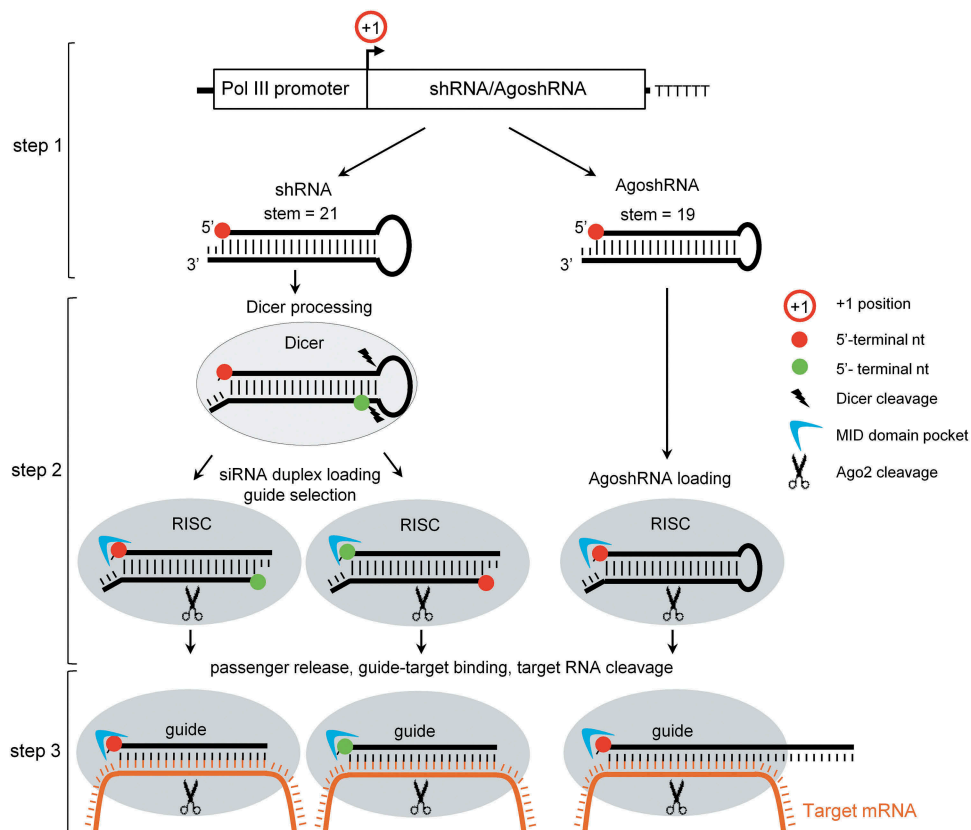 +1
Pol III promoter
shRNA/AgoshRNA
TTTTTT
step 1
shRNA
stem = 21
5’
3’
AgoshRNA
stem = 19
5’
3’
step 2
Dicer processing
Dicer
siRNA duplex loading
guide selection
RISC
RISC
AgoshRNA loading
RISC
+1
+1 position
5’-terminal nt
5’- terminal nt
Dicer cleavage
MID domain pocket
Ago2 cleavage
passenger release, guide-target binding, target RNA cleavage
step 3
guide
guide
guide
Target mRNA